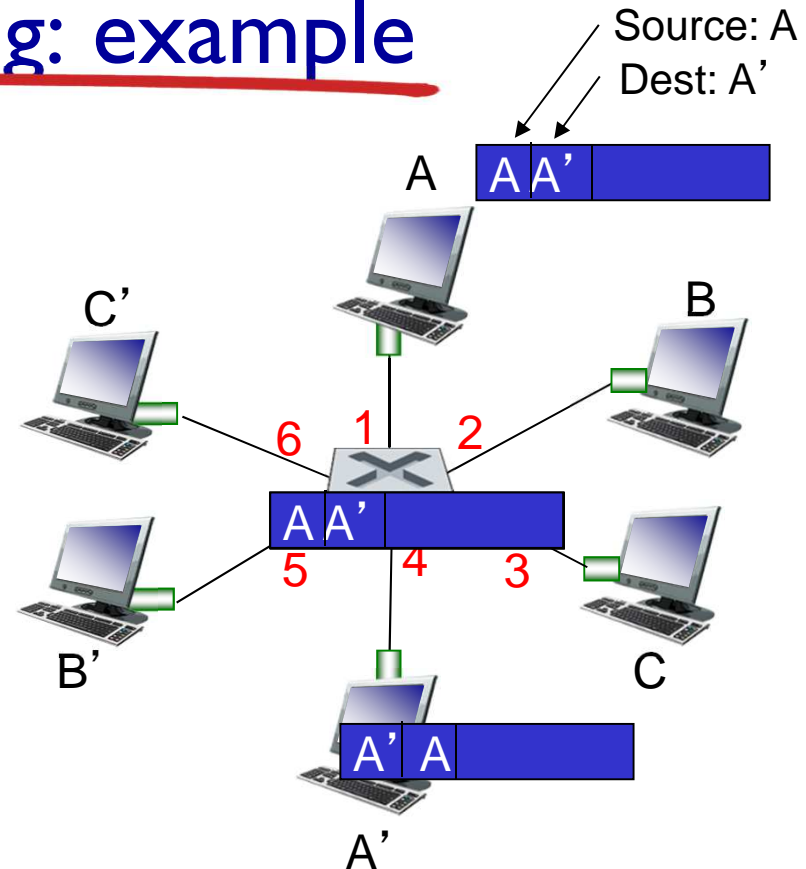 g: example
Source: A
Dest: A’
A
A A’
C’
B
6
1
2
A A’
5
4
3
B’
C
A’ A
A’